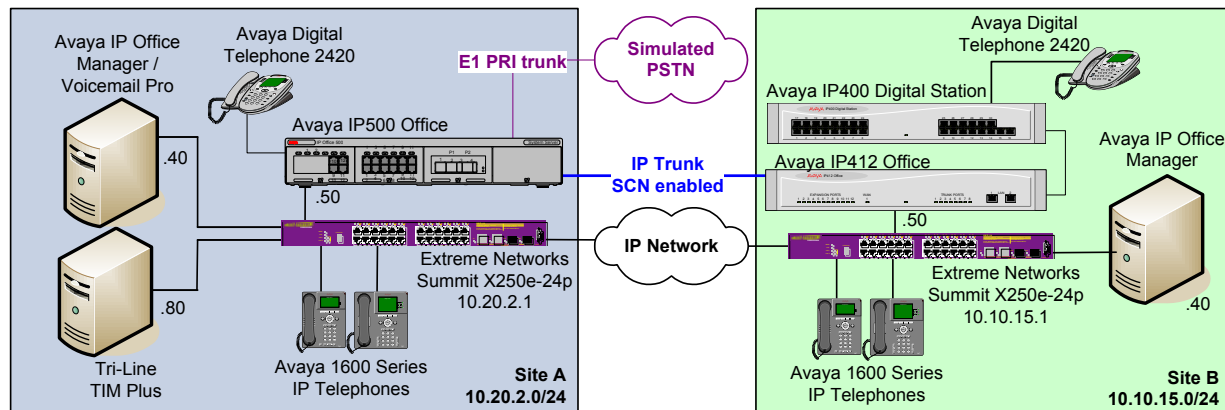 Avaya IP Office
Manager /
Voicemail Pro
Avaya Digital
Telephone 2420
E1 PRI trunk
Simulated
PSTN
Avaya
Digital
Telephone 2420
Avaya IP400 Digital Station
Avaya IP500 Office
Avaya IP412 Office
Avaya IP Office
Manager
IP Trunk
SCN enabled
.40
.50
.50
IP Network
Extreme Networks
Summit X250e-24p
10.20.2.1
Extreme Networks
Summit X250e-24p
10.10.15.1
.80
.40
Tri-Line
TIM Plus
Avaya 1600 Series
IP Telephones
Site A
10.20.2.0/24
Avaya 1600 Series
IP Telephones
Site B
10.10.15.0/24